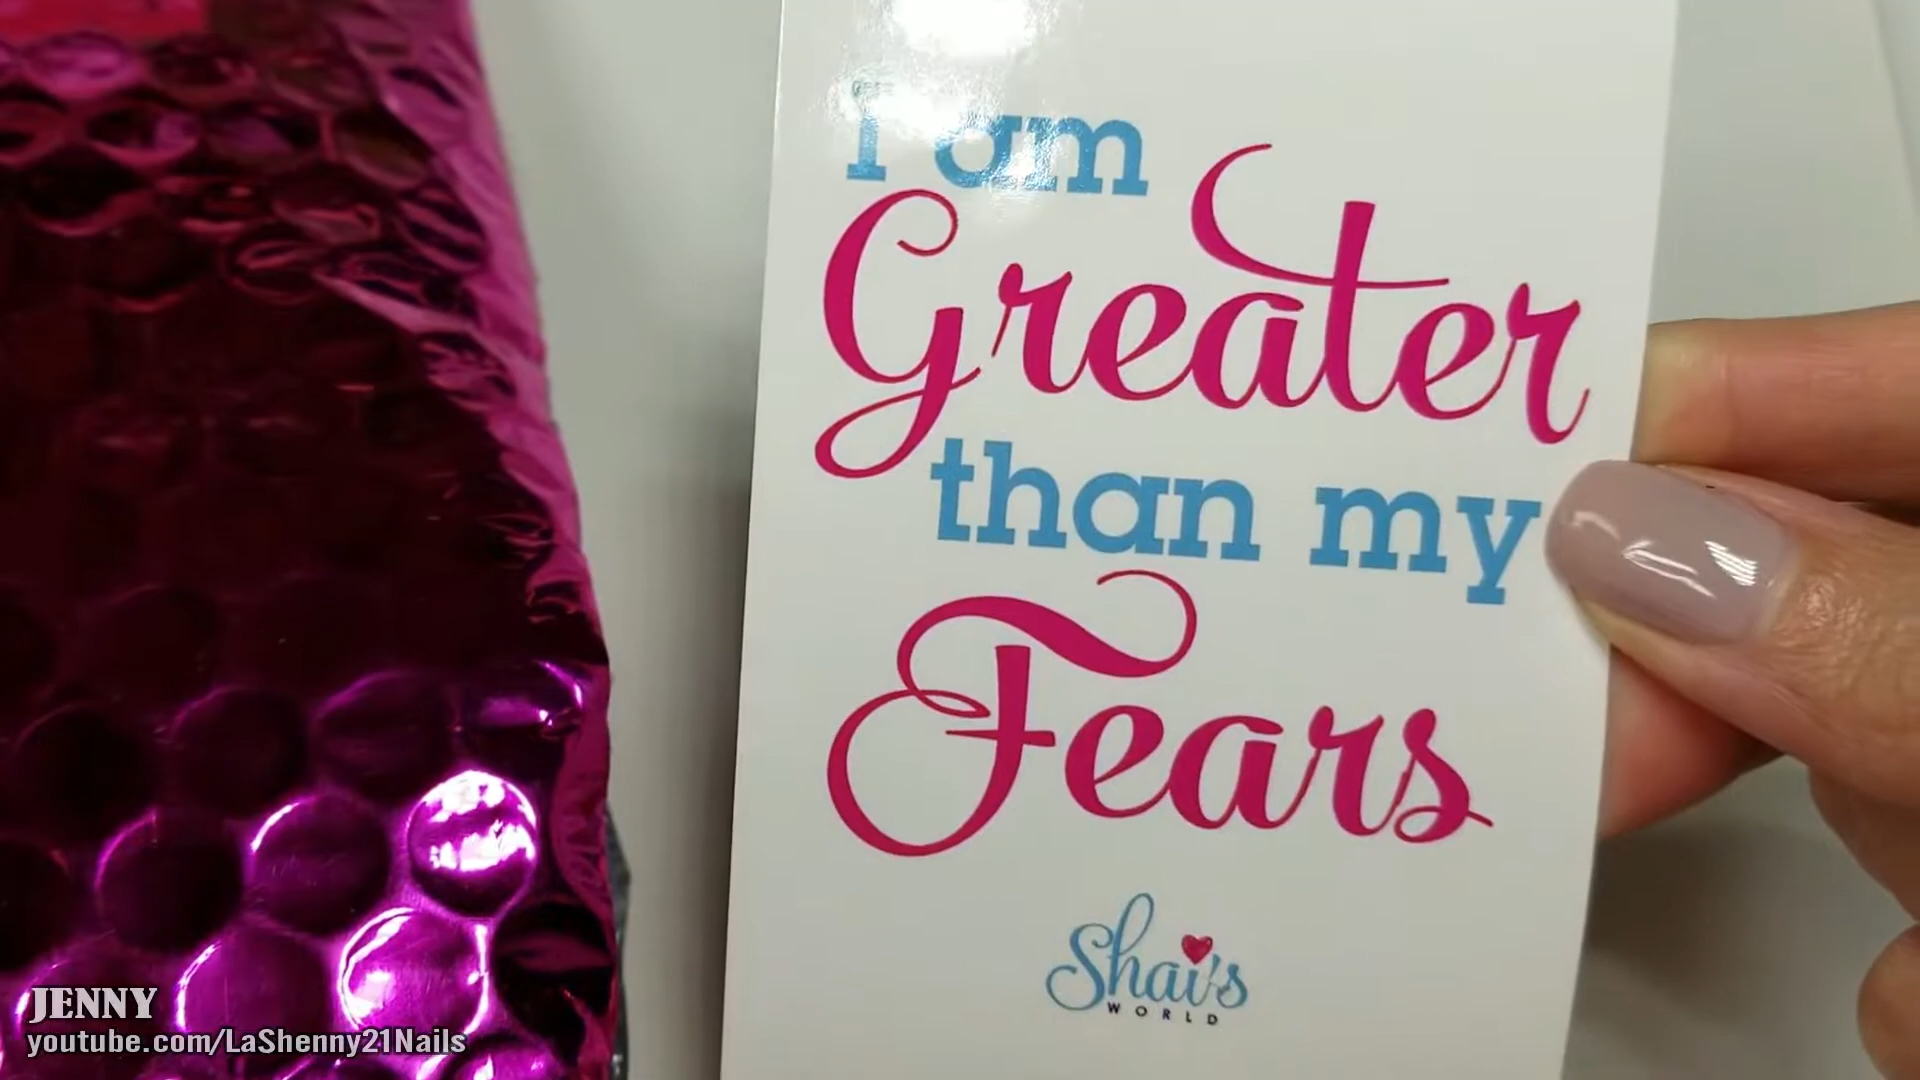 I am
Greater
than my
Fears
Shai's
WORLD
JENNY
youtube.com/LaShenny21Nails